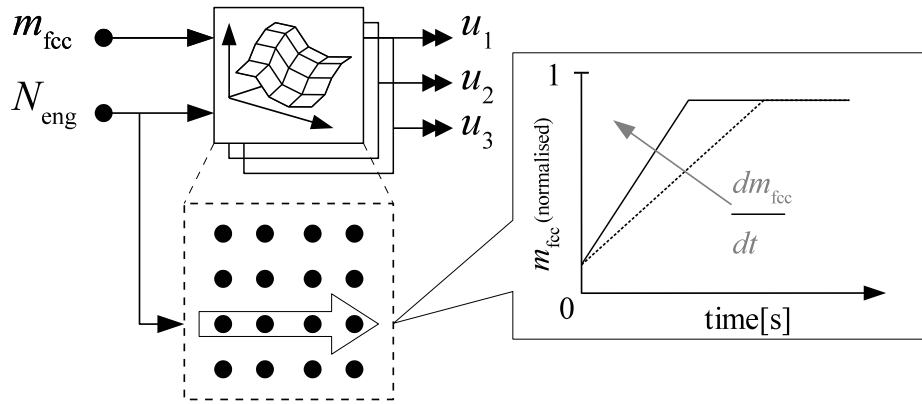 m_fcc
N_eng
u_1
u_2
u_3
1
m_fcc (normalised)
dm_fcc
dt
0
time[s]